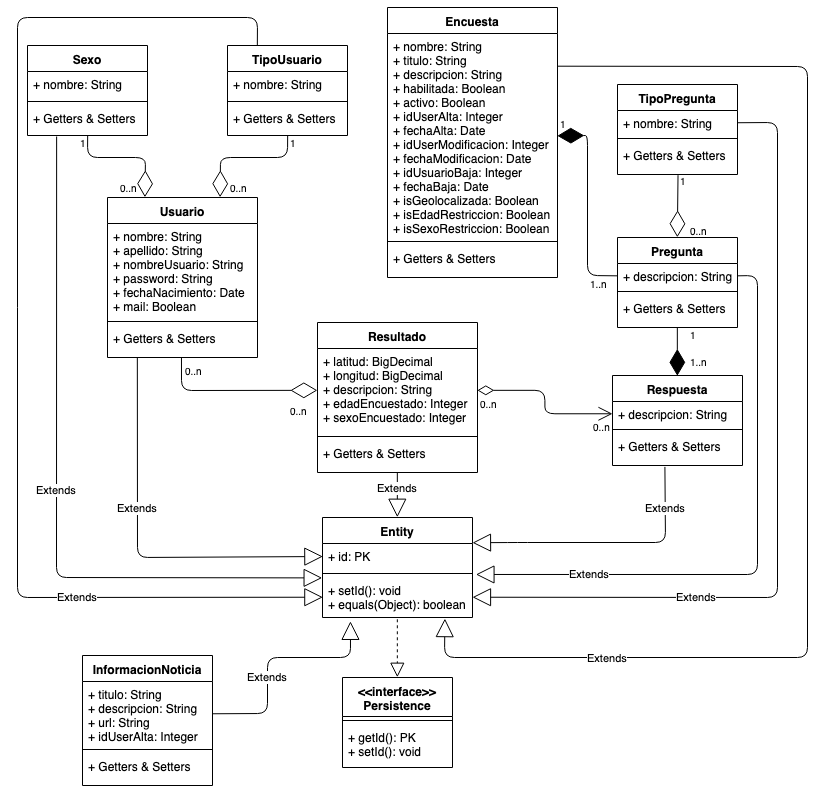 Encuesta
+ nombre: String
+ titulo: String
+ descripcion: String
+ habilitada: Boolean
+ activo: Boolean
+ idUserAlta: Integer
+ fechaAlta: Date
+ idUserModificacion: Integer
+ fechaModificacion: Date
+ idUsuarioBaja: Integer
+ fechaBaja: Date
+ isGeolocalizada: Boolean
+ isEdadRestriccion: Boolean
+ isSexoRestriccion: Boolean
+ Getters & Setters
Sexo
+ nombre: String
+ Getters & Setters
TipoUsuario
+ nombre: String
+ Getters & Setters
TipoPregunta
+ nombre: String
+ Getters & Setters
1
1
1
1
0..n
0..n
0..n
Usuario
+ nombre: String
+ apellido: String
+ nombreUsuario: String
+ password: String
+ fechaNacimiento: Date
+ mail: Boolean
+ Getters & Setters
Pregunta
+ descripcion: String
+ Getters & Setters
1..n
1
1..n
0..n
0..n
Resultado
+ latitud: BigDecimal
+ longitud: BigDecimal
+ descripcion: String
+ edadEncuestado: Integer
+ sexoEncuestado: Integer
+ Getters & Setters
0..n
0..n
Respuesta
+ descripcion: String
+ Getters & Setters
Extends
Extends
Extends
Extends
Entity
+ id: PK
+ setId(): void
+ equals(Object): boolean
Extends
Extends
Extends
Extends
Extends
InformacionNoticia
+ titulo: String
+ descripcion: String
+ url: String
+ idUserAlta: Integer
+ Getters & Setters
<<interface>>
Persistence
+ getId(): PK
+ setId(): void